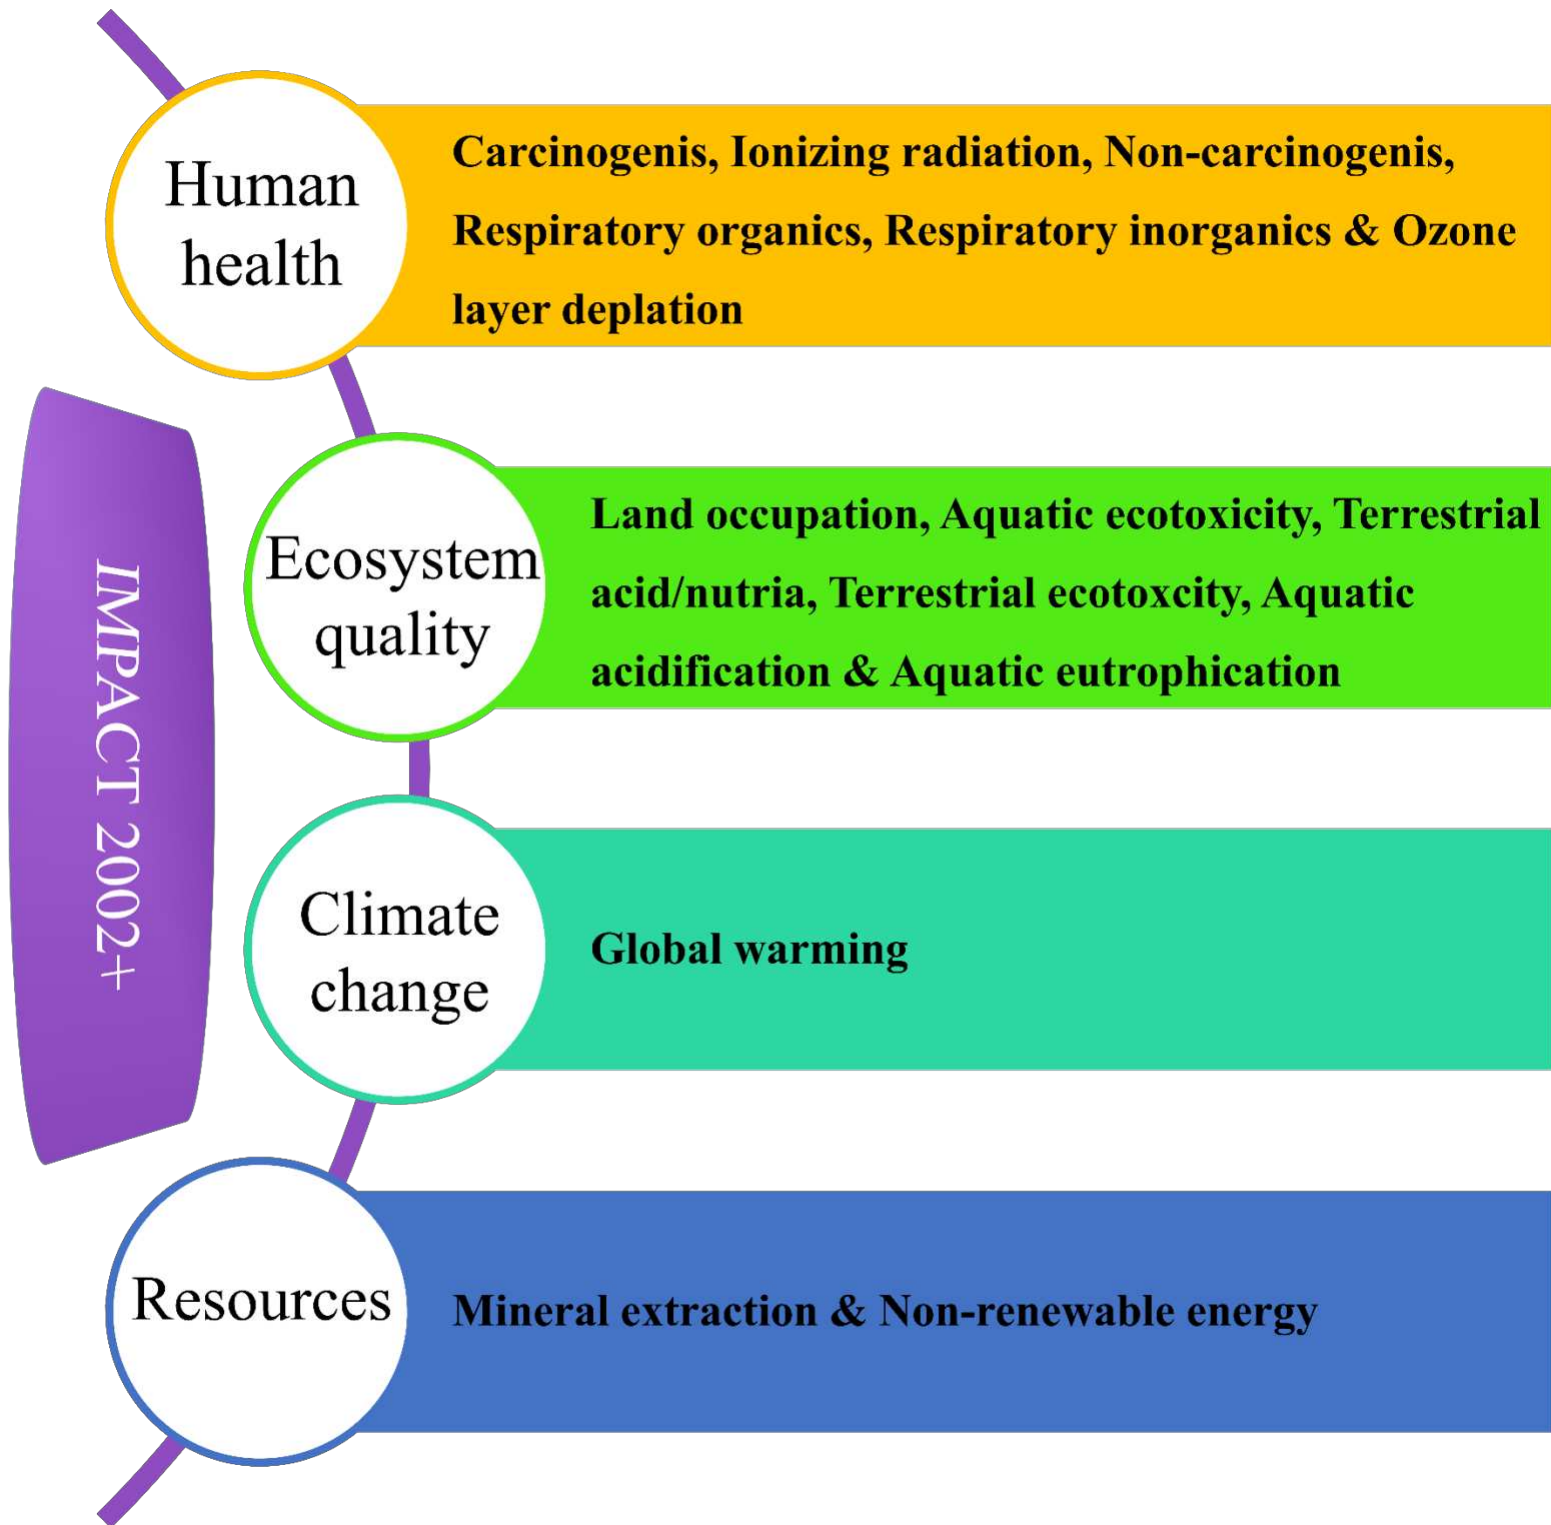 IMPACT 2002+
Human
health
Carcinogenis, Ionizing radiation, Non-carcinogenis,
Respiratory organics, Respiratory inorganics & Ozone
layer deplation
Ecosystem
quality
Land occupation, Aquatic ecotoxicity, Terrestrial
acid/nutria, Terrestrial ecotoxcity, Aquatic
acidification & Aquatic eutrophication
Climate
change
Global warming
Resources
Mineral extraction & Non-renewable energy